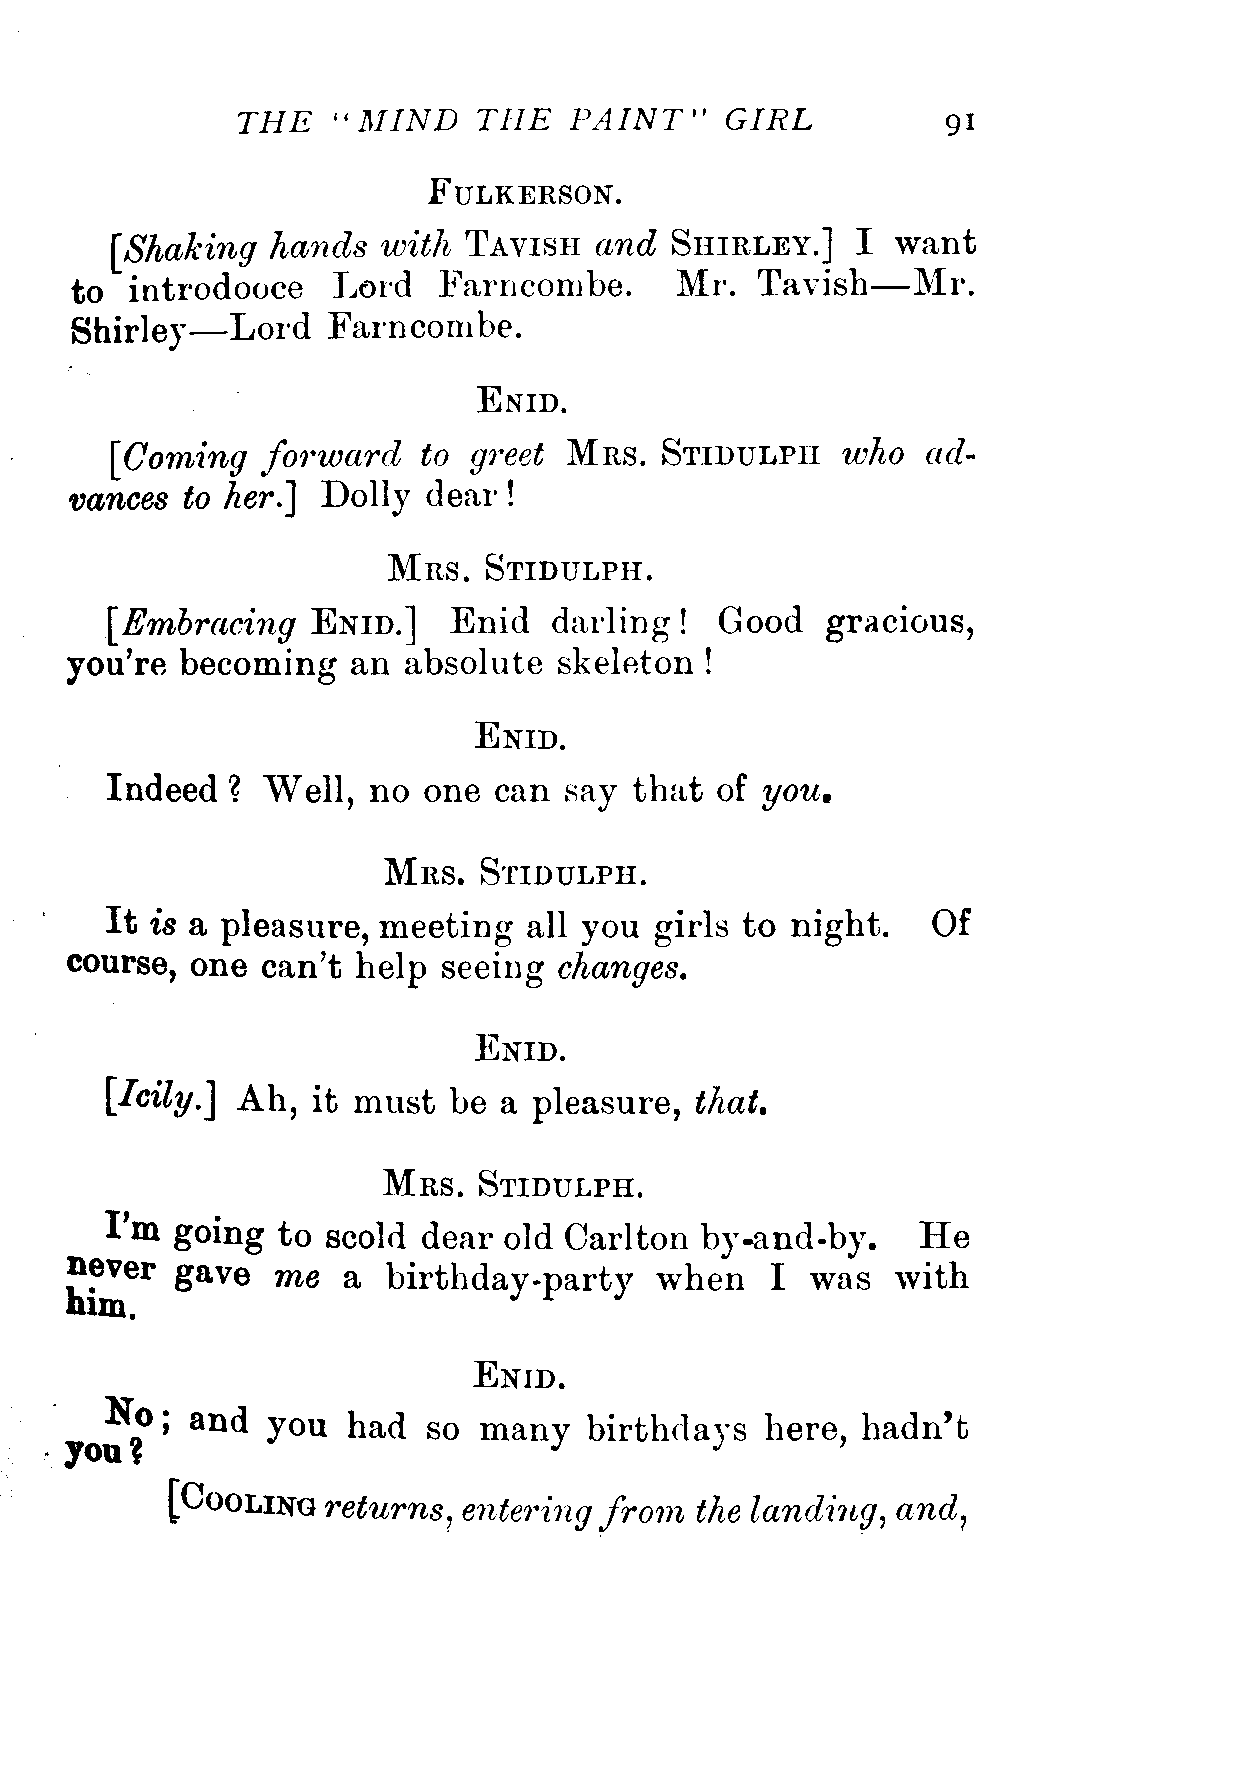 THE "MIND THE PAINT" GIRL 91
FULKERSON.
[Shaking hands with TAVISH and SHIRLEY.] I want
to introdooce Lord Farncombe. Mr. Tavish—Mr.
Shirley—Lord Farncombe.
ENID.
[Coming forward to greet MRS. STIDULPH who ad-
vances to her.] Dolly dear!
MRS. STIDULPH.
[Embracing ENID.] Enid darling! Good gracious,
you're becoming an absolute skeleton!
ENID.
Indeed? Well, no one can say that of you.
MRS. STIDULPH.
It is a pleasure, meeting all you girls to night. Of
course, one can't help seeing changes.
ENID.
[Icily.] Ah, it must be a pleasure, that.
MRS. STIDULPH.
I'm going to scold dear old Carlton by-and-by. He
never gave me a birthday-party when I was with
him.
ENID.
No; and you had so many birthdays here, hadn't
you?
[COOLING returns, entering from the landing, and,